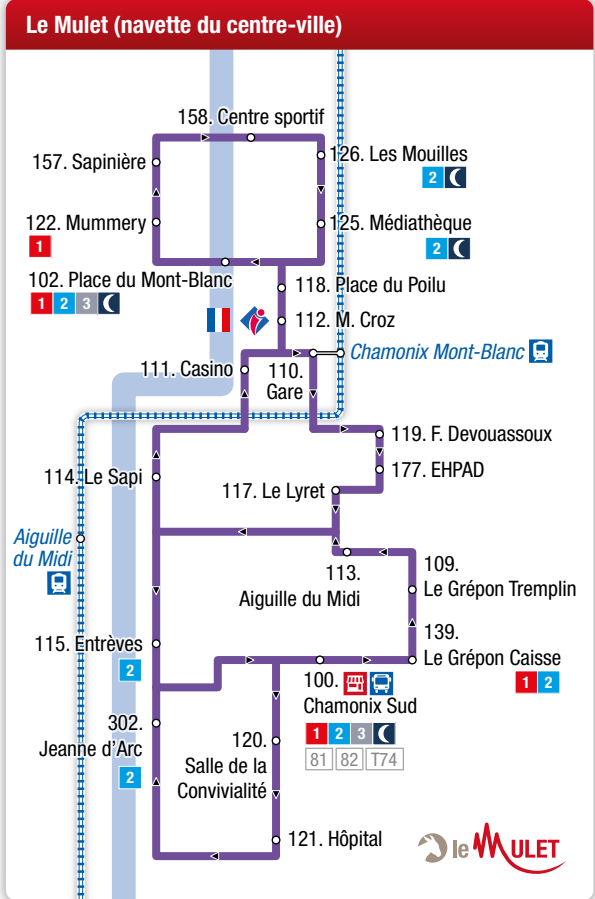 Le Mulet (navette du centre-ville)
158. Centre sportif
157. Sapinière
126. Les Mouilles
2
122. Mummery
1
125. Médiathèque
2
102. Place du Mont-Blanc
1 2 3
118. Place du Poilu
112. M. Croz
Chamonix Mont-Blanc
111. Casino
110.
Gare
119. F. Devouassoux
114. Le Sapi
177. EHPAD
117. Le Lyret
Aiguille
du Midi
113.
Aiguille du Midi
109.
Le Grépon Tremplin
139.
Le Grépon Caisse
1 2
115. Entrèves
2
100.
Chamonix Sud
1 2 3
81 82 T74
302.
Jeanne d'Arc
2
120.
Salle de la
Convivialité
121. Hôpital
le MULET